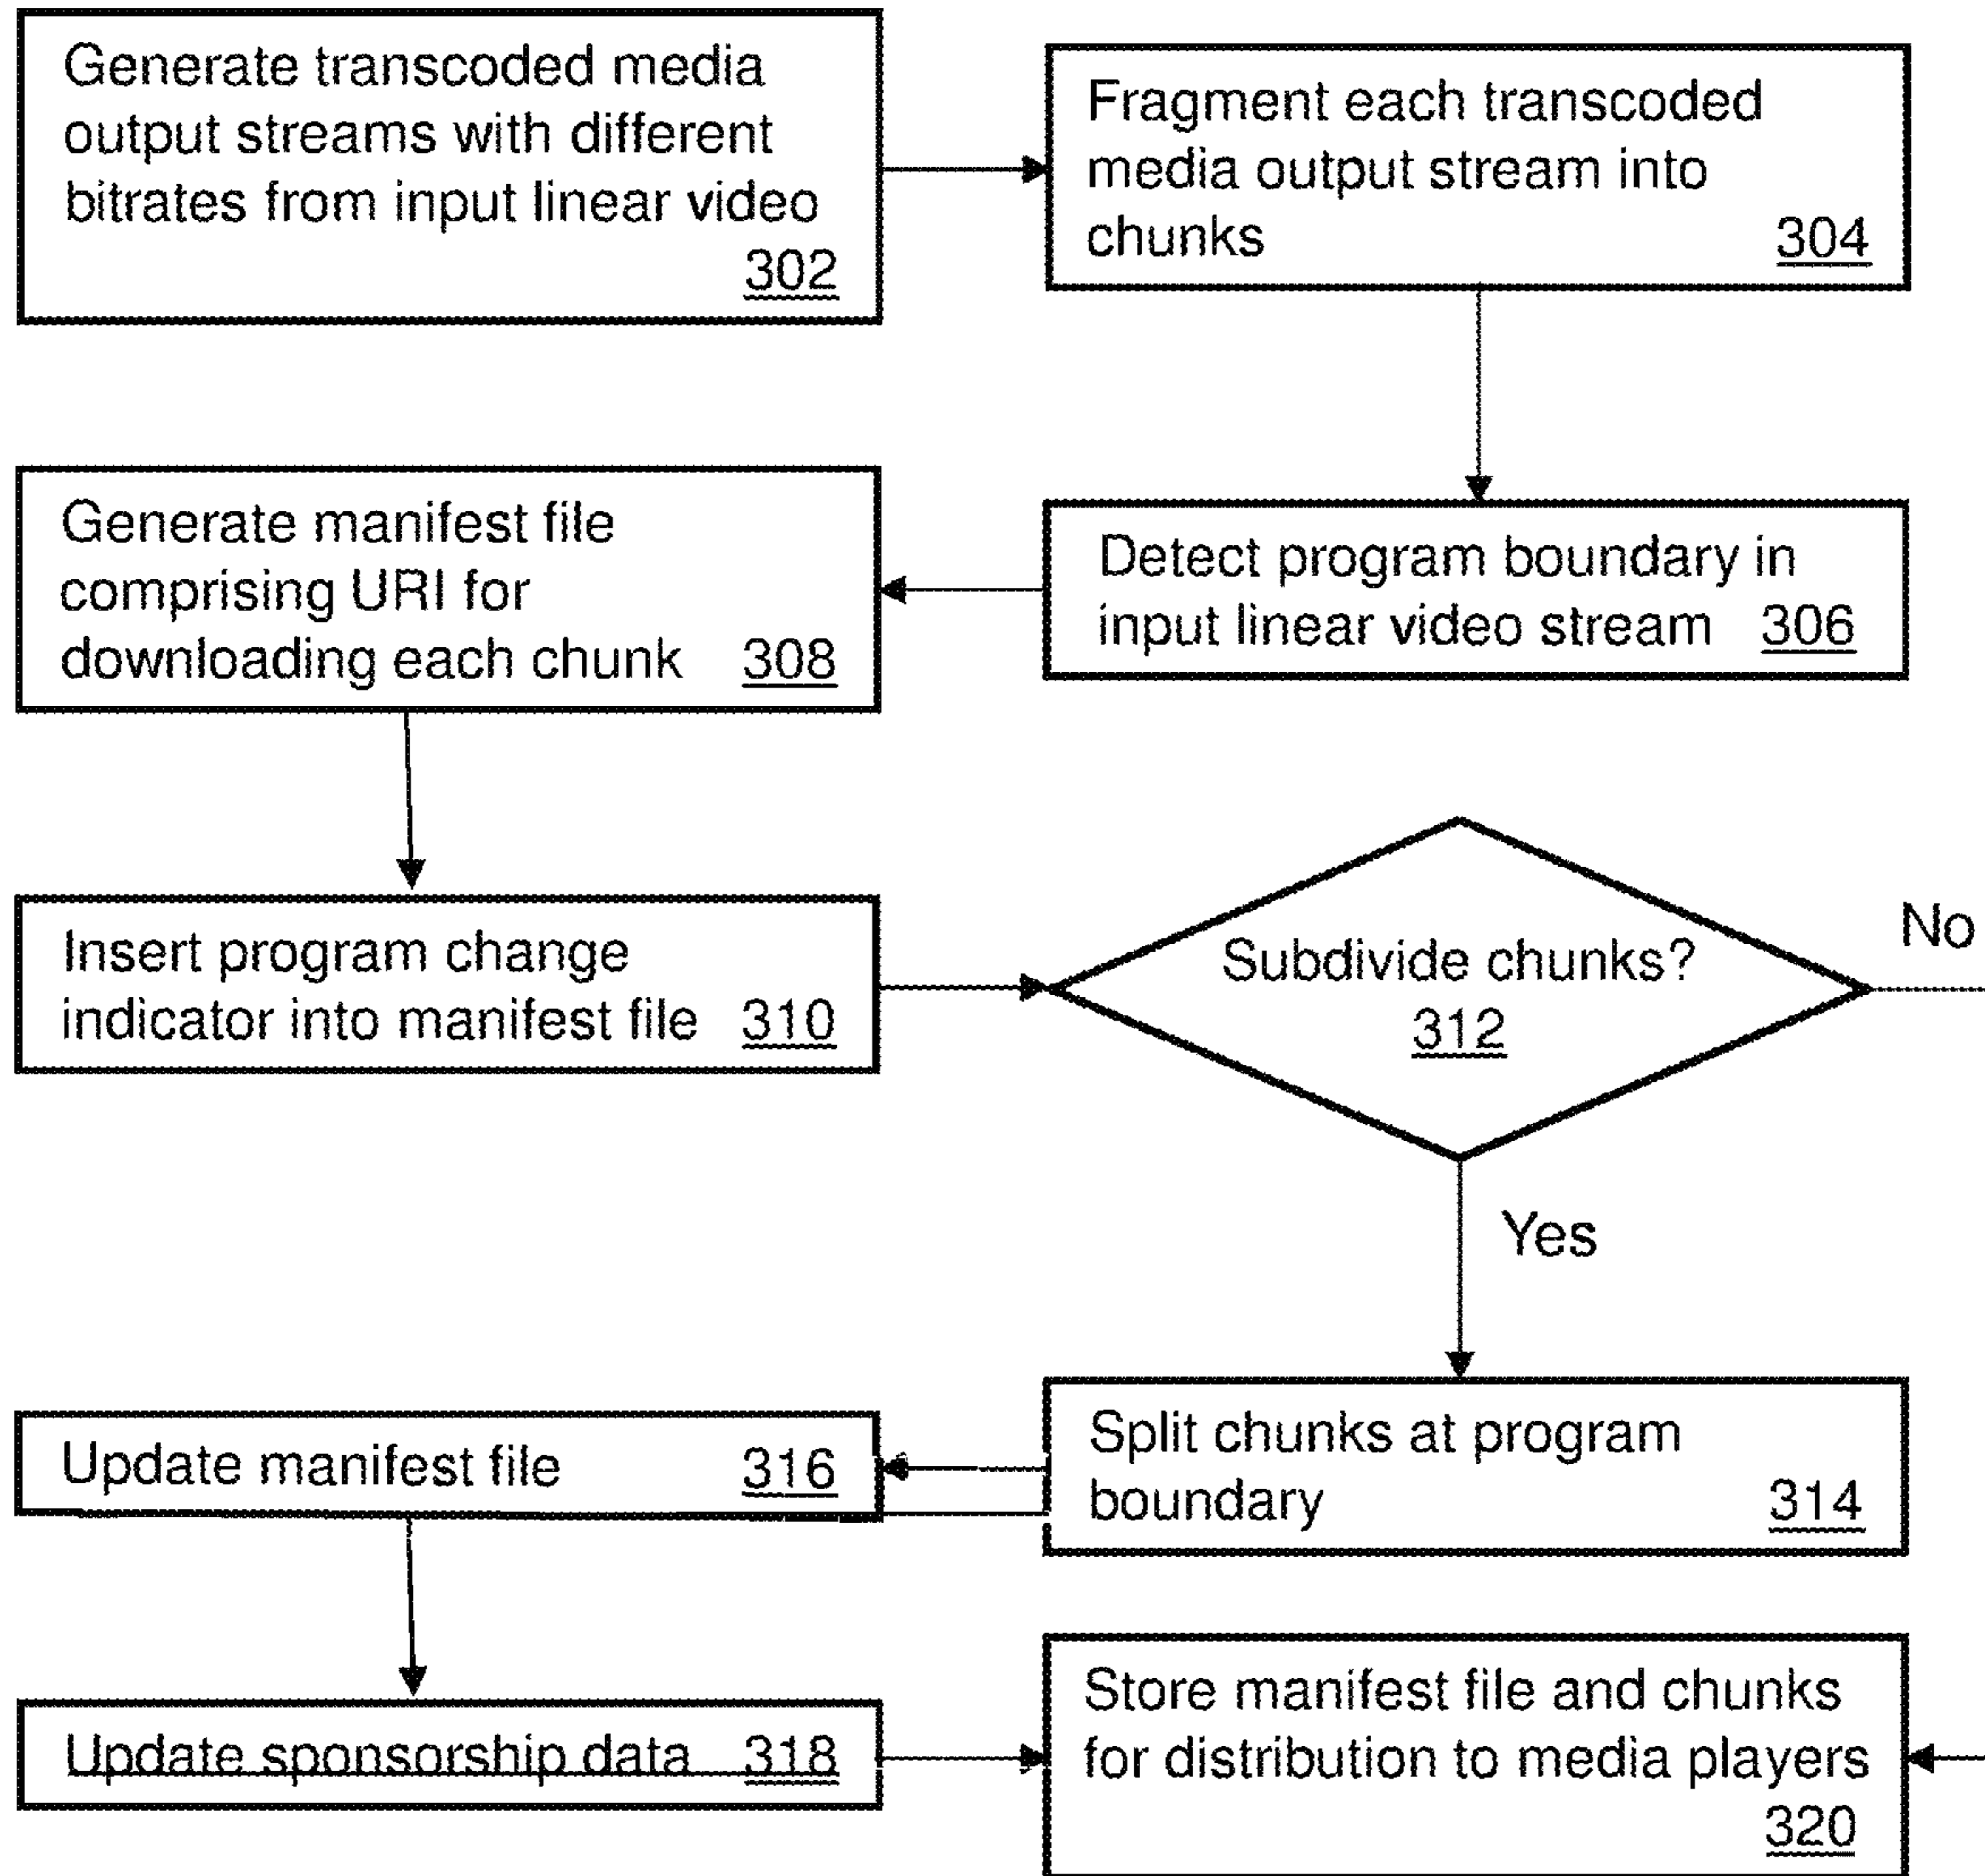 Generate transcoded media
output streams with different
bitrates from input linear video
302
Fragment each transcoded
media output stream into
chunks 304
Detect program boundary in
input linear video stream 306
Generate manifest file
comprising URI for
downloading each chunk 308
Insert program change
indicator into manifest file 310
Subdivide chunks?
312
No
Yes
Split chunks at program
boundary 314
Update manifest file 316
Update sponsorship data 318
Store manifest file and chunks
for distribution to media players
320